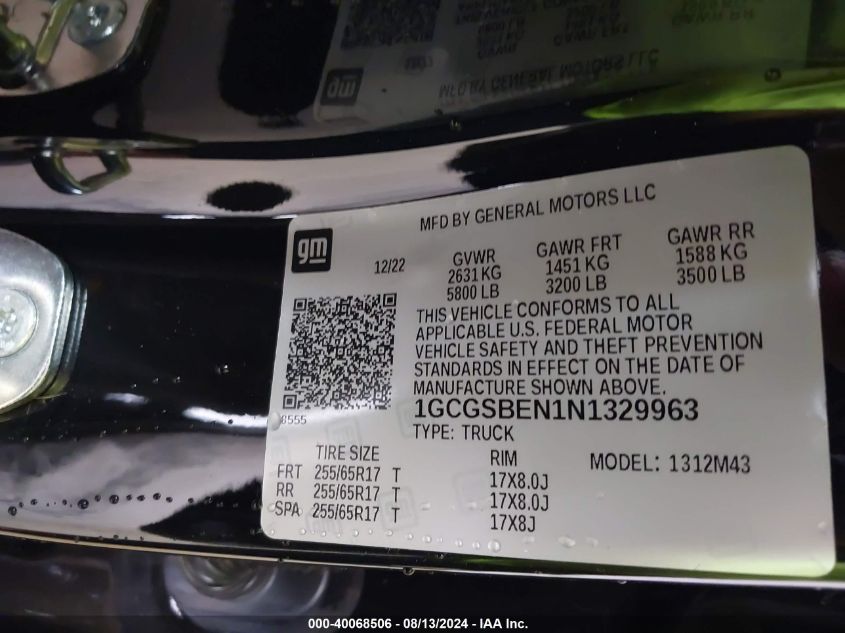 MFD BY GENERAL MOTORS LLC
gm
12/22
GVWR GAWR FRT GAWR RR
2631 KG 1451 KG 1588 KG
5800 LB 3200 LB 3500 LB
THIS VEHICLE CONFORMS TO ALL
APPLICABLE U.S. FEDERAL MOTOR
VEHICLE SAFETY AND THEFT PREVENTION
STANDARDS IN EFFECT ON THE DATE OF
MANUFACTURE SHOWN ABOVE.
1GCGSBEN1N1329963
TYPE: TRUCK
TIRE SIZE RIM MODEL: 1312M43
FRT 255/65R17 T 17X8.0J
RR 255/65R17 T 17X8.0J
SPA 255/65R17 T 17X8J
000-40068506 - 08/13/2024 - IAA Inc.